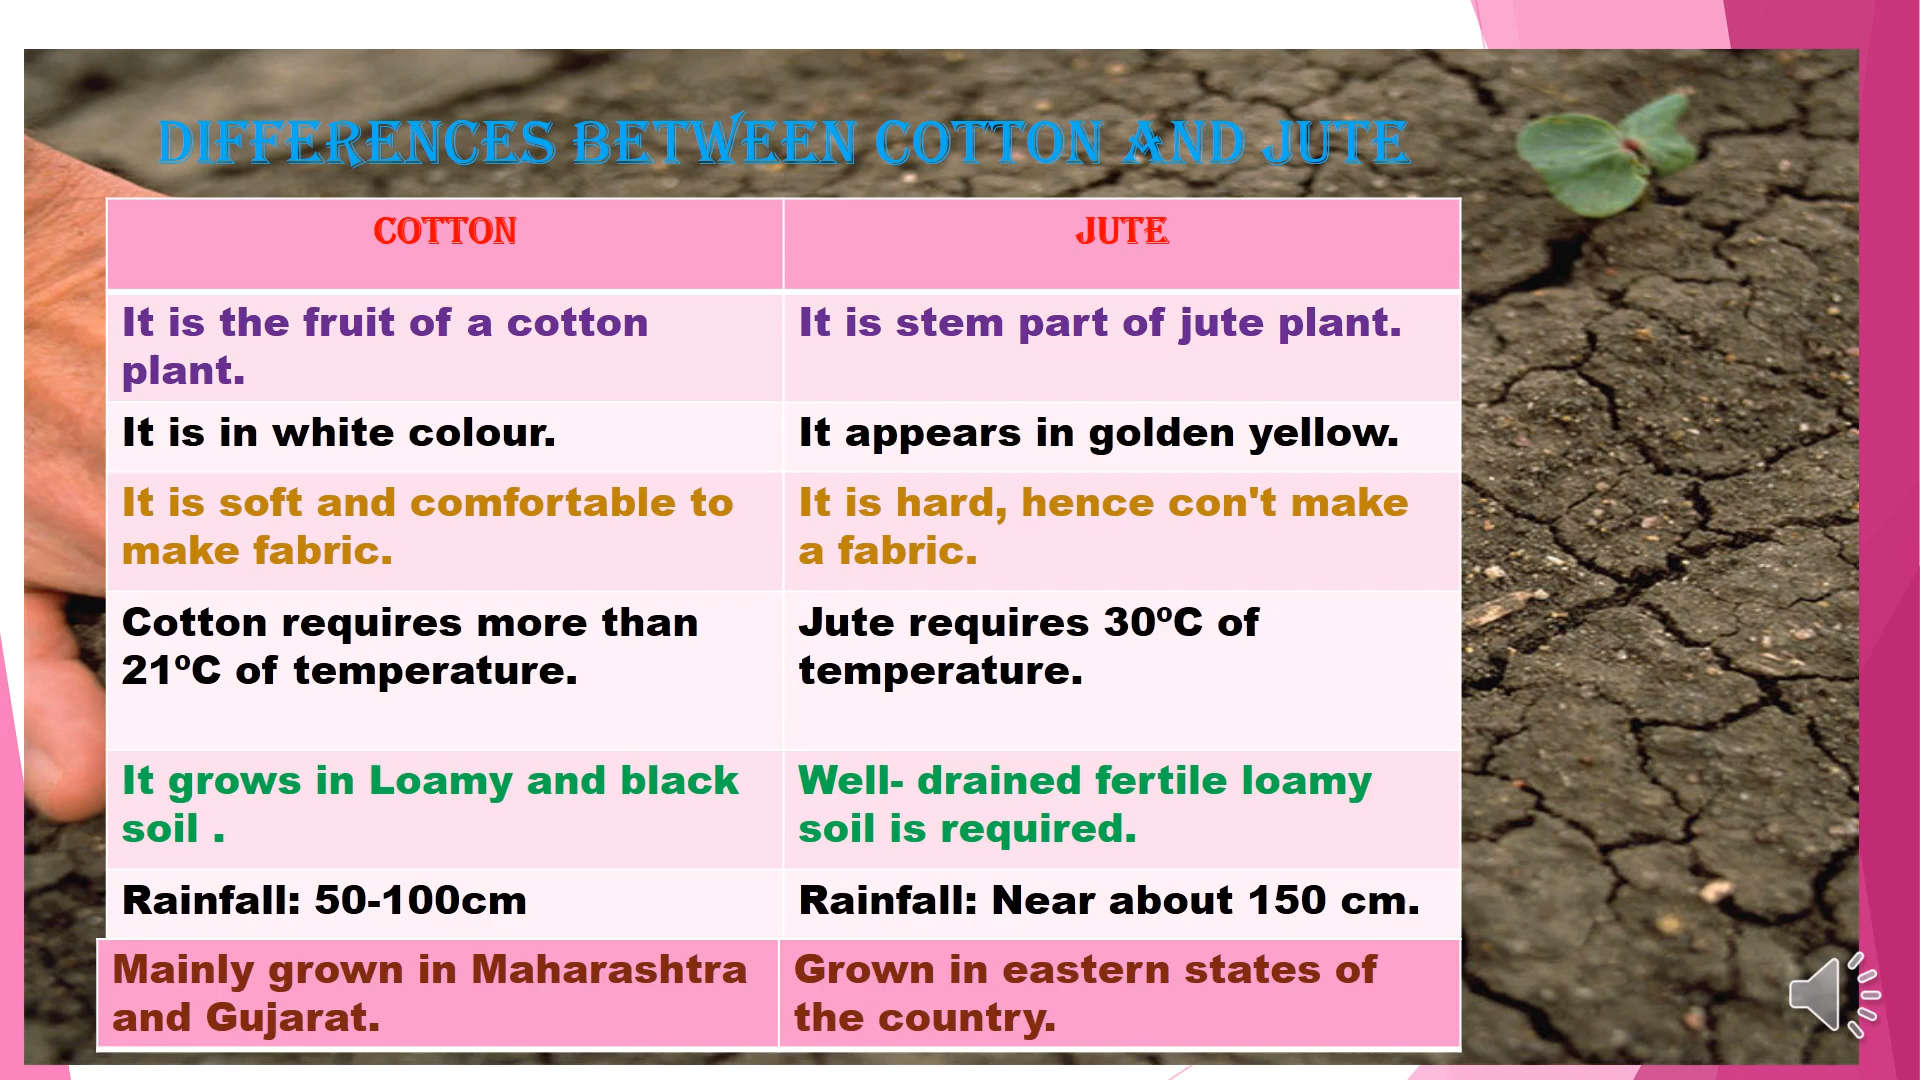 DIFFERENCES BETWEEN COTTON AND JUTE
COTTON
JUTE
It is the fruit of a cotton
plant.
It is stem part of jute plant.
It is in white colour.
It appears in golden yellow.
It is soft and comfortable to
make fabric.
It is hard, hence con't make
a fabric.
Cotton requires more than
21ºC of temperature.
Jute requires 30ºC of
temperature.
It grows in Loamy and black
soil .
Well- drained fertile loamy
soil is required.
Rainfall: 50-100cm
Rainfall: Near about 150 cm.
Mainly grown in Maharashtra
and Gujarat.
Grown in eastern states of
the country.